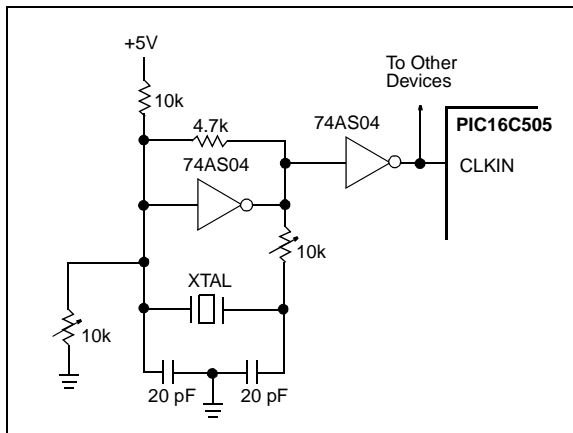 +5V
10k
4.7k
74AS04
74AS04
To Other
Devices
PIC16C505
CLKIN
10k
XTAL
10k
20 pF
20 pF